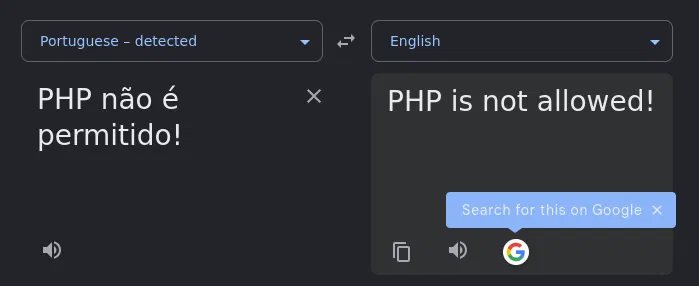 Portuguese – detected
English
PHP não é
permitido!
PHP is not allowed!
Search for this on Google